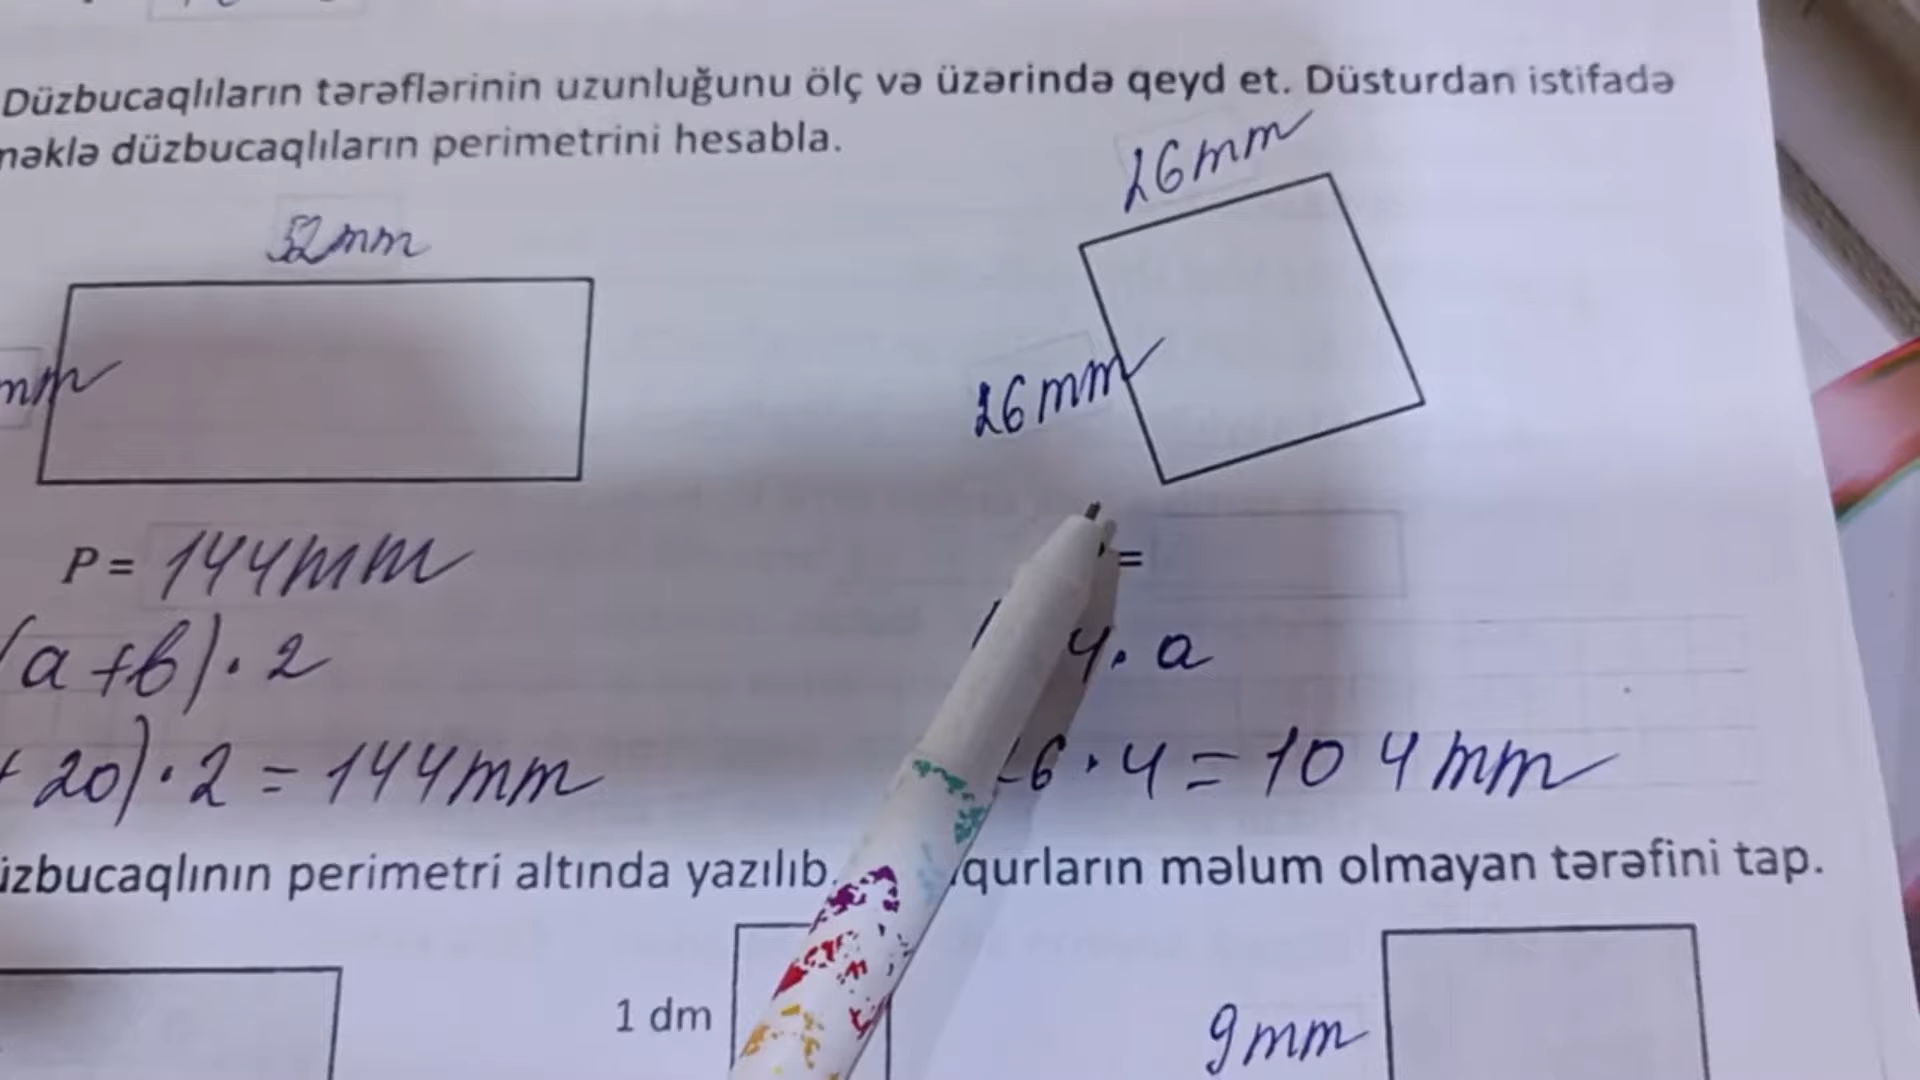 Düzbucaqlıların tərəflərinin uzunluğunu ölç və üzərində qeyd et. Düsturdan istifadə
məklə düzbucaqlıların perimetrini hesabla.
26mm
52mm
mm
26mm
P = 144mm
=
(a+b)·2
4·a
+ 20)·2 = 144mm
6·4=104mm
üzbucaqlının perimetri altında yazılıb.
qurların məlum olmayan tərəfini tap.
1 dm
9mm